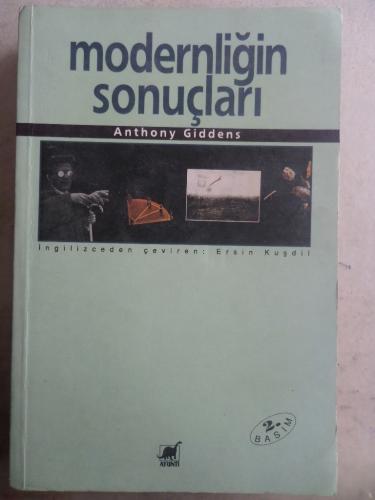 modernliğin
sonuçları
Anthony Giddens
İngilizceden çeviren: Ersin Kuşdil
2.
BASIM
AYRINTI